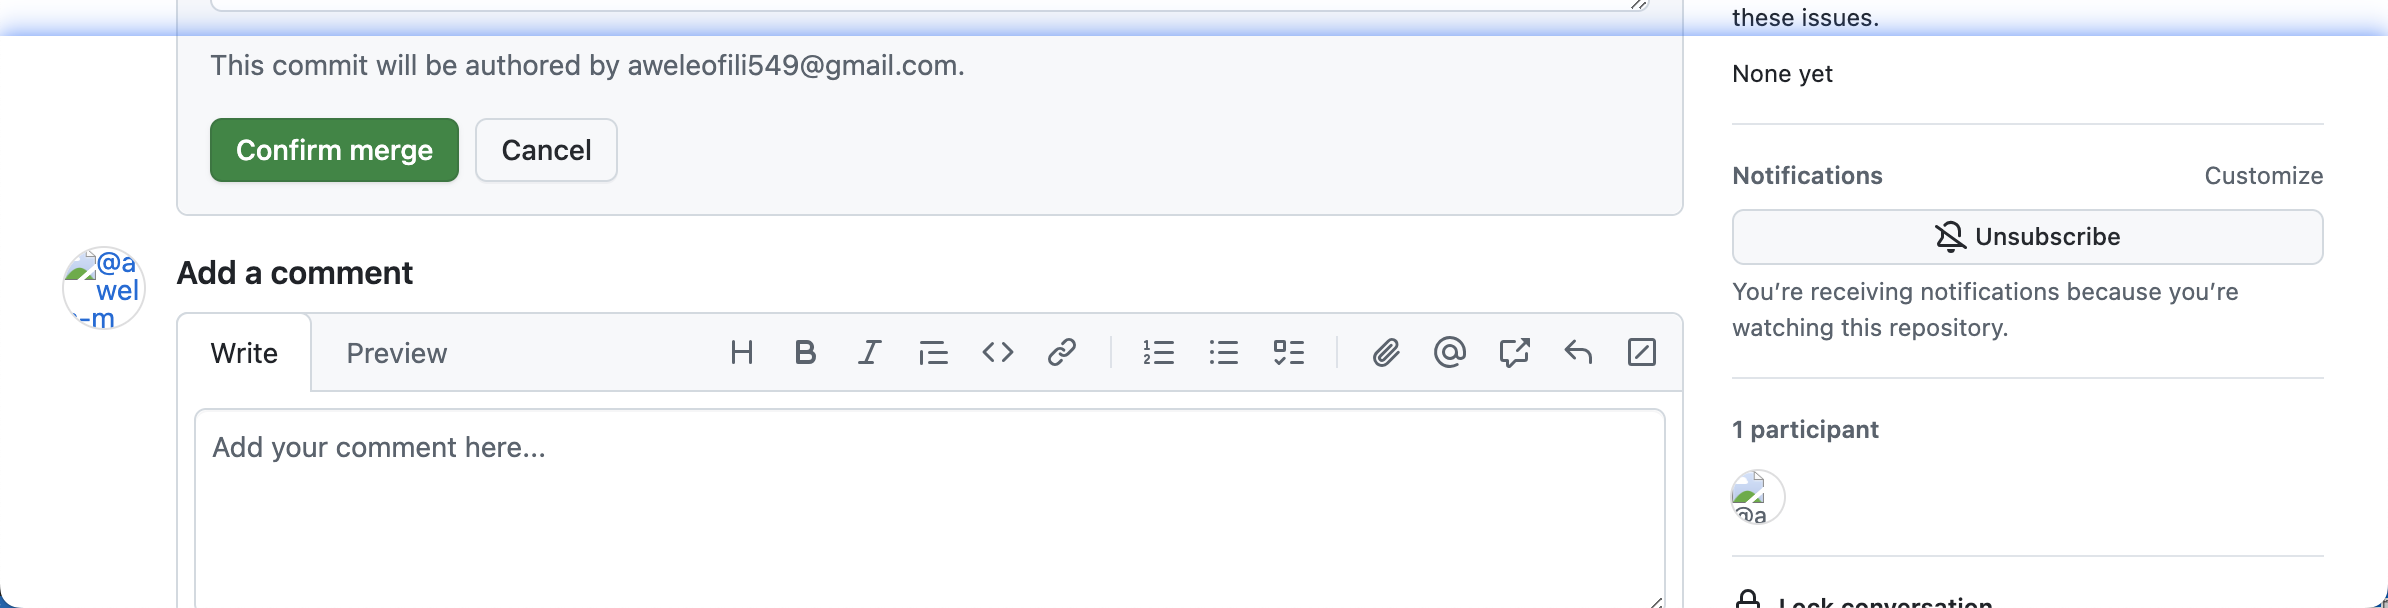 these issues.
This commit will be authored by aweleofili549@gmail.com.
None yet
Confirm merge
Cancel
Notifications
Customize
Unsubscribe
You’re receiving notifications because you’re
watching this repository.
@a
wel
-m
Add a comment
Write
Preview
Add your comment here...
1 participant
@a
Lock conversation